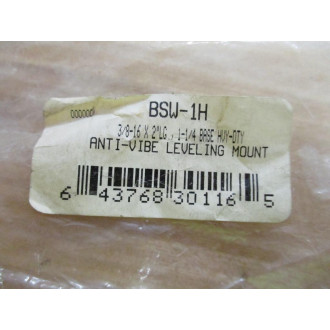 000000
BSW-1H
3/8-16 X 2"LG., 1-1/4 BASE HVY-DTY
ANTI-VIBE LEVELING MOUNT
6 43768 30116 5